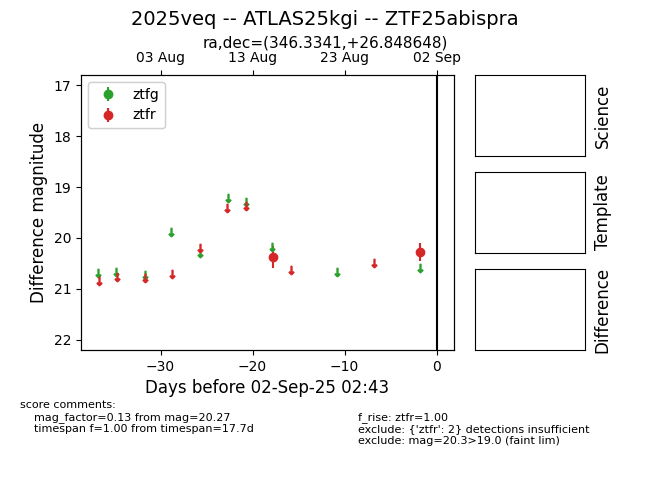 2025veq -- ATLAS25kgi -- ZTF25abispra
ra,dec=(346.3341,+26.848648)
03 Aug 13 Aug 23 Aug 02 Sep
ztfg
ztfr
17
18
19
20
21
22
Difference magnitude
−30 −20 −10 0
Days before 02-Sep-25 02:43
Science
Template
Difference
score comments:
mag_factor=0.13 from mag=20.27
timespan f=1.00 from timespan=17.7d
f_rise: ztfr=1.00
exclude: {'ztfr': 2} detections insufficient
exclude: mag=20.3>19.0 (faint lim)